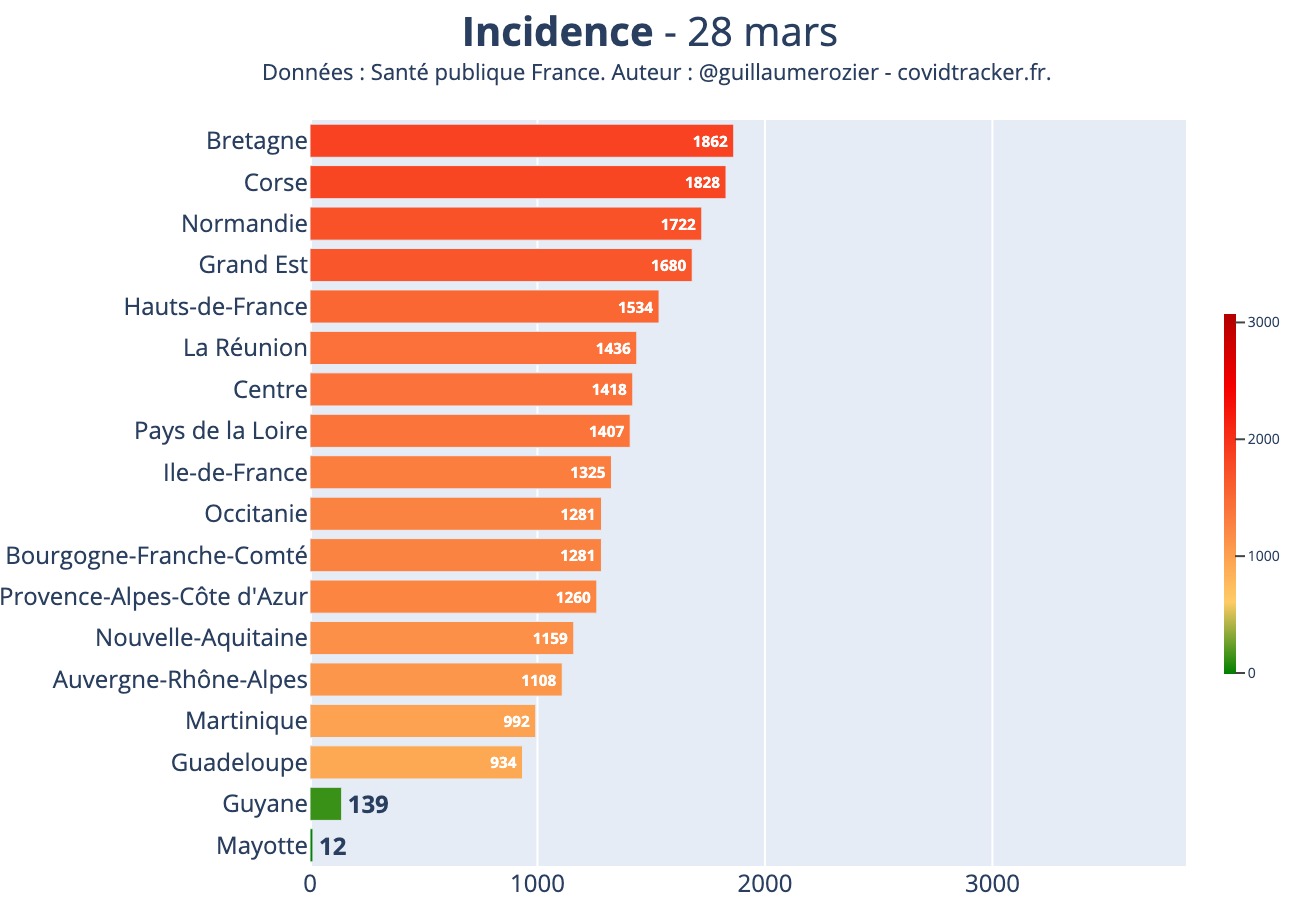 Incidence - 28 mars
Données : Santé publique France. Auteur : @guillaumerozier - covidtracker.fr.
Bretagne 1862
Corse 1828
Normandie 1722
Grand Est 1680
Hauts-de-France 1534
La Réunion 1436
Centre 1418
Pays de la Loire 1407
Ile-de-France 1325
Occitanie 1281
Bourgogne-Franche-Comté 1281
Provence-Alpes-Côte d'Azur 1260
Nouvelle-Aquitaine 1159
Auvergne-Rhône-Alpes 1108
Martinique 992
Guadeloupe 934
Guyane 139
Mayotte 12
0 1000 2000 3000
3000
2000
1000
0